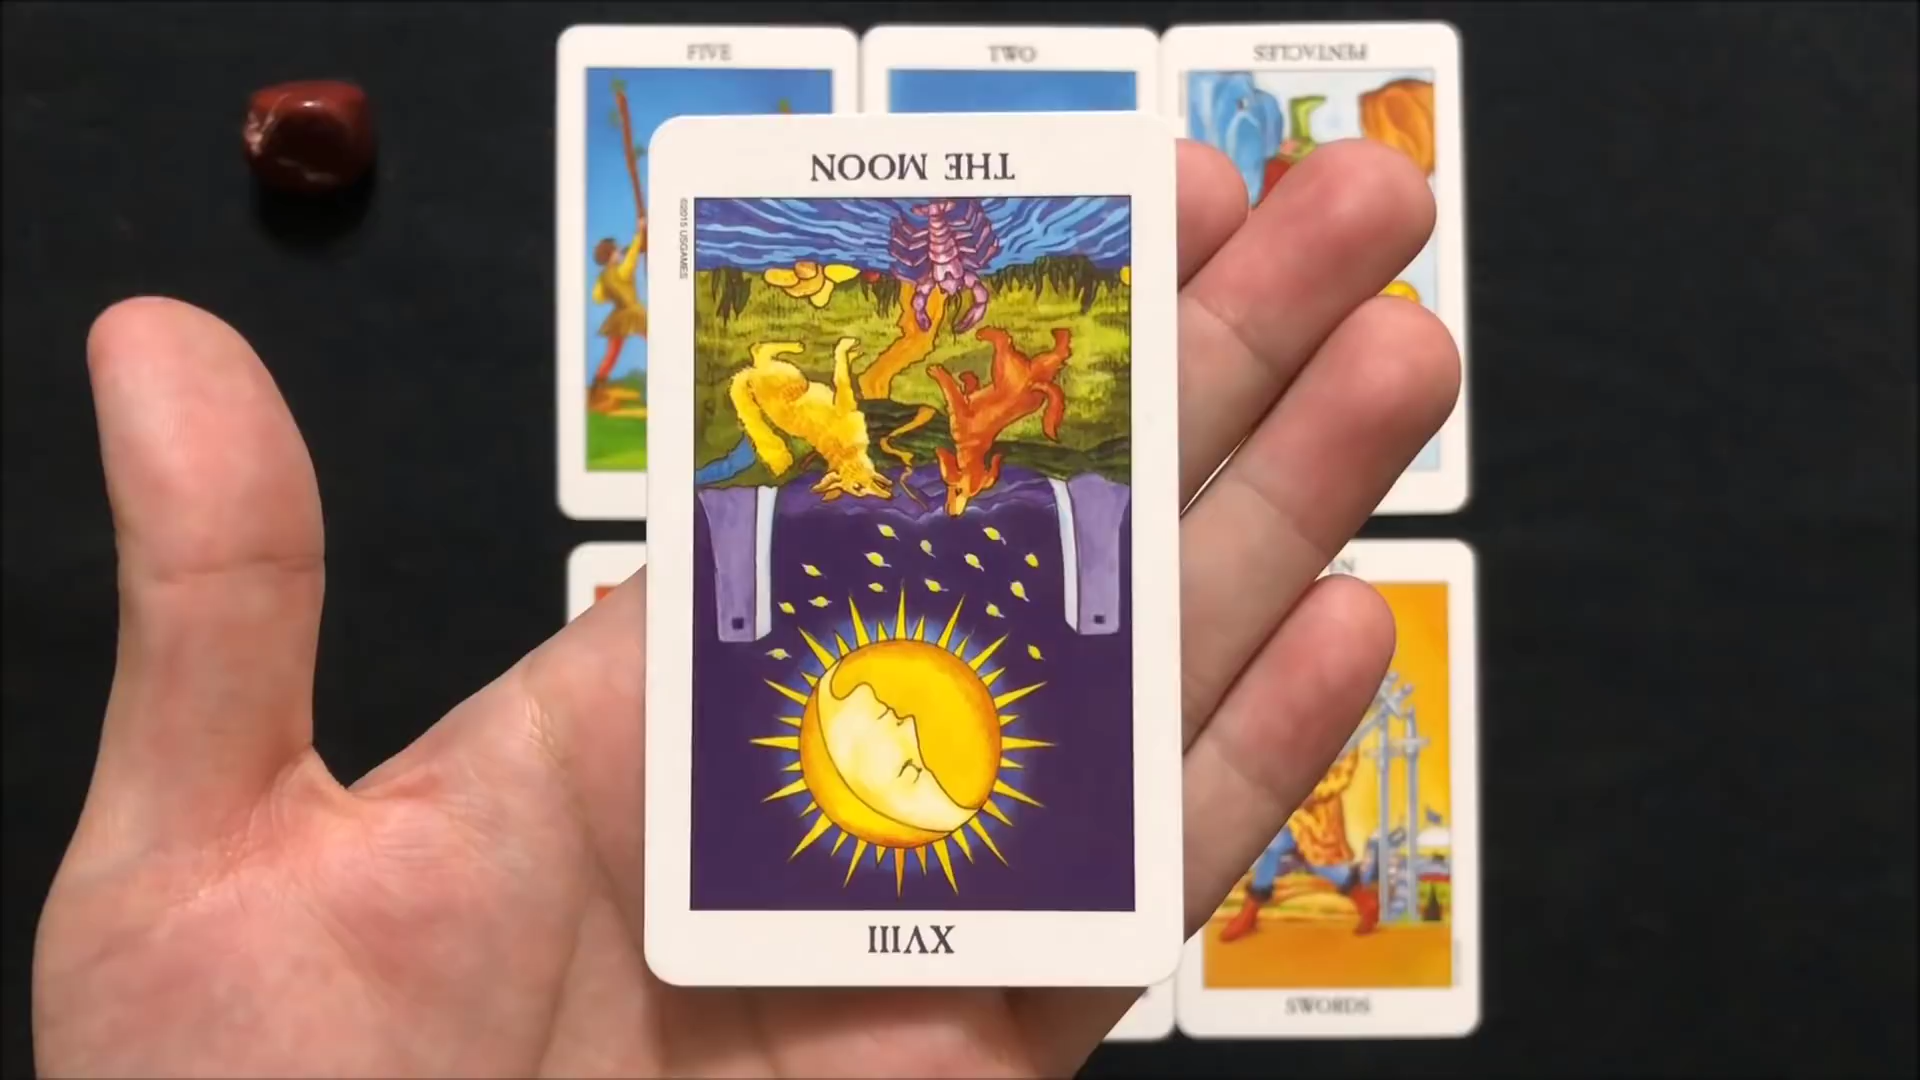 FIVE
TWO
PENTACLES
THE MOON
©2015 USGAMES
XVIII
SWORDS